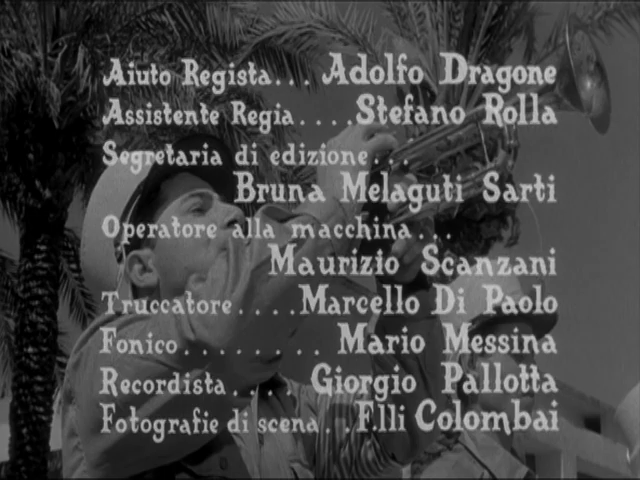 Aiuto Regista... Adolfo Dragone
Assistente Regia....Stefano Rolla
Segretaria di edizione...
Bruna Melaguti Sarti
Operatore alla macchina...
Maurizio Scanzani
Truccatore....Marcello Di Paolo
Fonico......... Mario Messina
Recordista.... Giorgio Pallotta
Fotografie di scena...F.lli Colombai